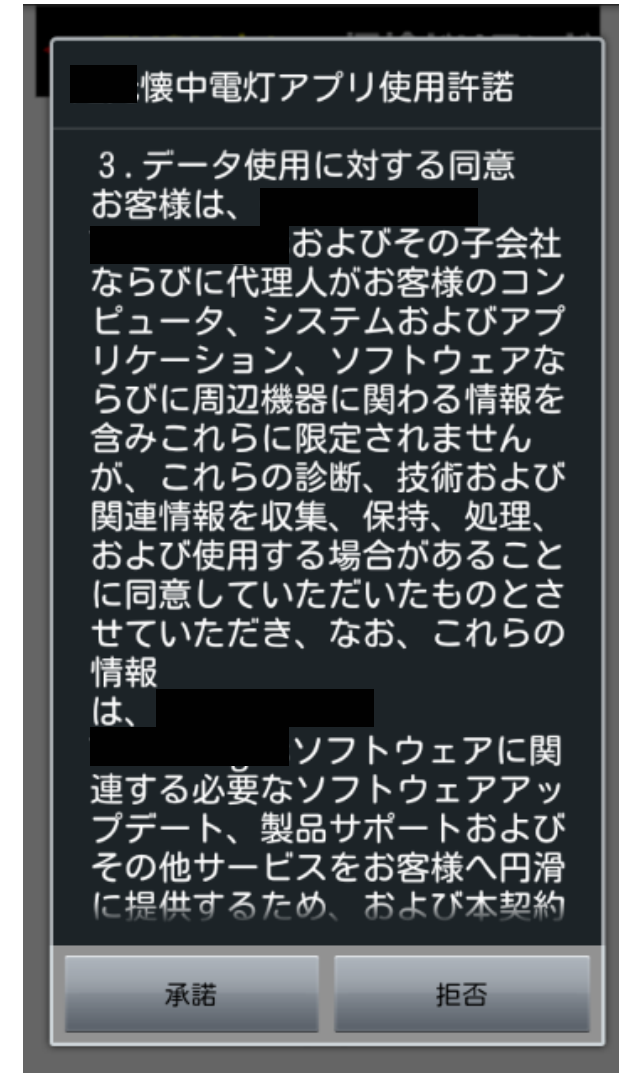 懐中電灯アプリ使用許諾
3.データ使用に対する同意
お客様は、
およびその子会社
ならびに代理人がお客様のコン
ピュータ、システムおよびアプ
リケーション、ソフトウェアな
らびに周辺機器に関わる情報を
含みこれらに限定されません
が、これらの診断、技術および
関連情報を収集、保持、処理、
および使用する場合があること
に同意していただいたものとさ
せていただき、なお、これらの
情報
は、
ソフトウェアに関
連する必要なソフトウェアアッ
プデート、製品サポートおよび
その他サービスをお客様へ円滑
に提供するため、および本契約
承諾
拒否